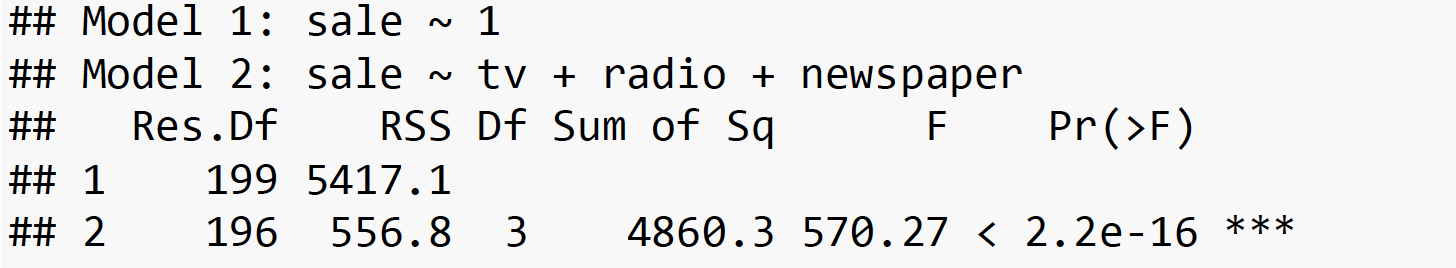 ## Model 1: sale ~ 1
## Model 2: sale ~ tv + radio + newspaper
##   Res.Df    RSS Df Sum of Sq      F    Pr(>F)
## 1    199 5417.1
## 2    196  556.8  3    4860.3 570.27 < 2.2e-16 ***